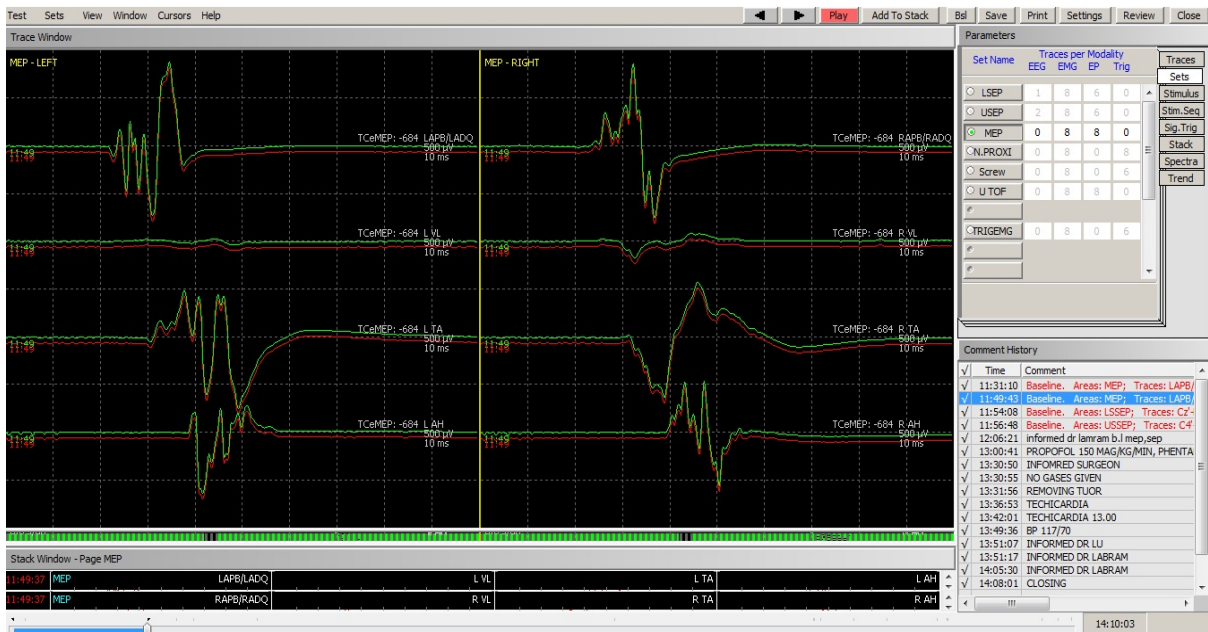 Test Sets View Window Cursors Help Play Add To Stack Bsl Save Print Settings Review Close
Trace Window
MEP - LEFT
TCeMEP: -684 LAPB/LADQ
500 µV
10 ms
11:49
TCeMEP: -684 L VL
500 µV
10 ms
11:49
TCeMEP: -684 L TA
500 µV
10 ms
11:49
TCeMEP: -684 L AH
500 µV
10 ms
11:49
MEP - RIGHT
TCeMEP: -684 RAPB/RADQ
500 µV
10 ms
11:49
TCeMEP: -684 R VL
500 µV
10 ms
11:49
TCeMEP: -684 R TA
500 µV
10 ms
11:49
TCeMEP: -684 R AH
500 µV
10 ms
11:49
Stack Window - Page MEP
11:49:37 MEP LAPB/LADQ L VL L TA L AH
11:49:37 MEP RAPB/RADQ R VL R TA R AH
Parameters
Set Name Traces per Modality
EEG EMG EP Trig
LSEP 1 8 6 0
USEP 2 8 6 0
MEP 0 8 8 0
N.PROXI 0 8 0 8
Screw 0 8 0 6
U TOF 0 8 8 0
TRIGEMG 0 8 0 6
Traces
Sets
Stimulus
Stim.Seq
Sig.Trig
Stack
Spectra
Trend
Comment History
√ Time Comment
√ 11:31:10 Baseline. Areas: MEP; Traces: LAPB/
√ 11:49:43 Baseline. Areas: MEP; Traces: LAPB/
√ 11:54:08 Baseline. Areas: LSSEP; Traces: Cz'-
√ 11:56:48 Baseline. Areas: USSEP; Traces: C4'
√ 12:06:21 informed dr lamram b.l mep,sep
√ 13:00:41 PROPOFOL 150 MAG/KG/MIN, PHENTA
√ 13:30:50 INFOMRED SURGEON
√ 13:30:55 NO GASES GIVEN
√ 13:31:56 REMOVING TUOR
√ 13:36:53 TECHICARDIA
√ 13:42:01 TECHICARDIA 13.00
√ 13:49:36 BP 117/70
√ 13:51:07 INFORMED DR LU
√ 13:51:17 INFORMED DR LABRAM
√ 14:05:30 INFORMED DR LABRAM
√ 14:08:01 CLOSING
14:10:03